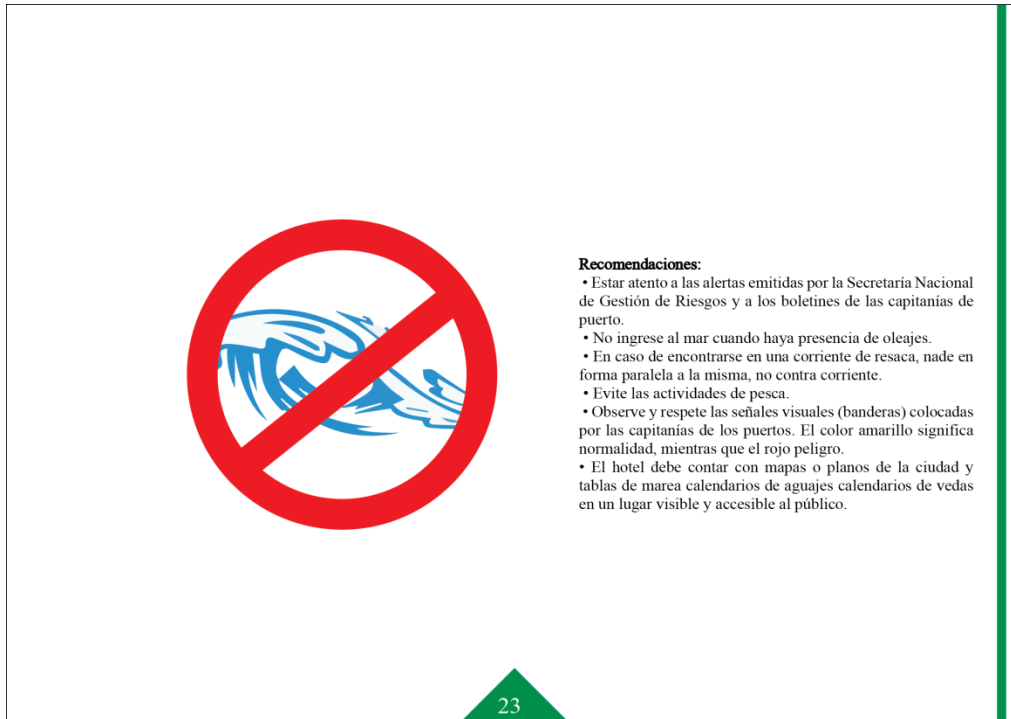 Recomendaciones:
• Estar atento a las alertas emitidas por la Secretaría Nacional
de Gestión de Riesgos y a los boletines de las capitanías de
puerto.
• No ingrese al mar cuando haya presencia de oleajes.
• En caso de encontrarse en una corriente de resaca, nade en
forma paralela a la misma, no contra corriente.
• Evite las actividades de pesca.
• Observe y respete las señales visuales (banderas) colocadas
por las capitanías de los puertos. El color amarillo significa
normalidad, mientras que el rojo peligro.
• El hotel debe contar con mapas o planos de la ciudad y
tablas de marea calendarios de aguajes calendarios de vedas
en un lugar visible y accesible al público.
23